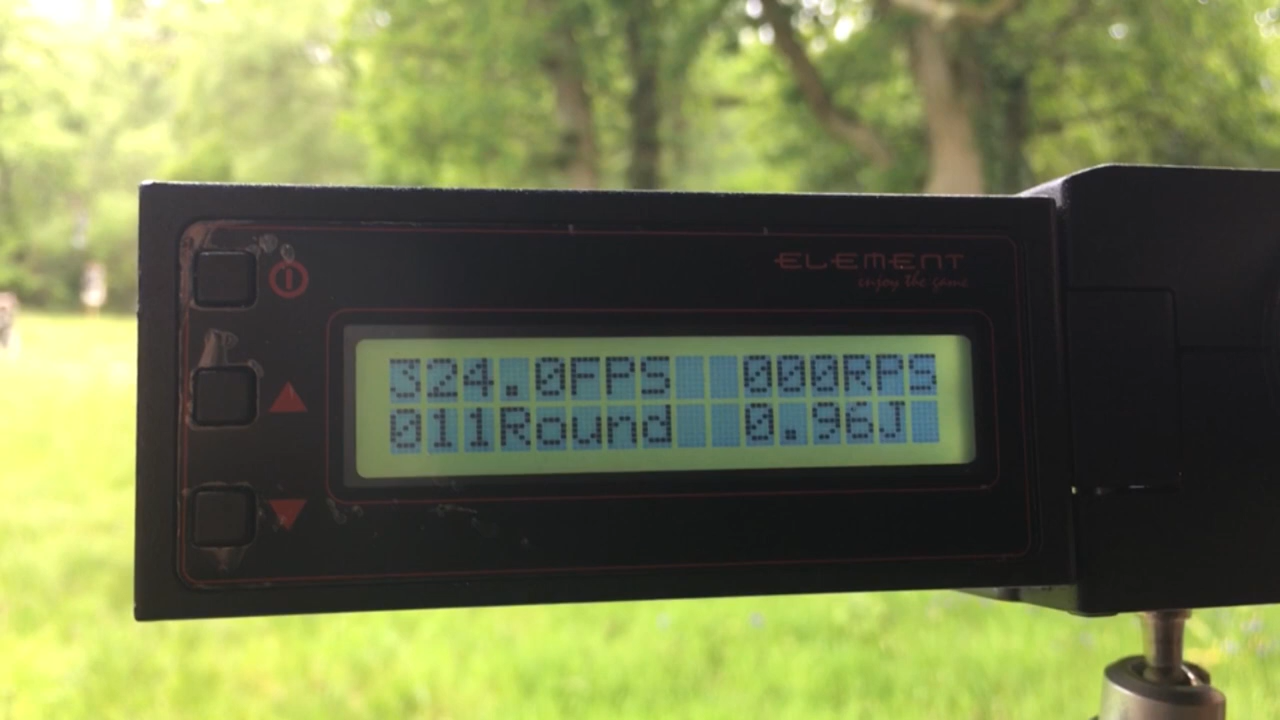 ELEMENT
enjoy the game
324.0FPS 000RPS
011Round 0.96J